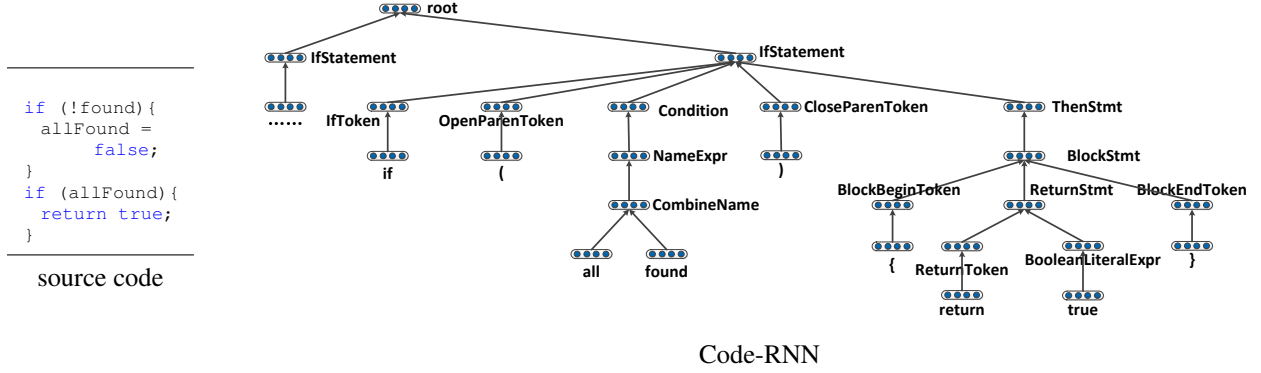 if (!found){
allFound =
false;
}
if (allFound){
return true;
}
source code
root
IfStatement
IfStatement
......
IfToken
OpenParenToken
Condition
CloseParenToken
ThenStmt
if
(
NameExpr
)
BlockStmt
CombineName
BlockBeginToken
ReturnStmt
BlockEndToken
all
found
{
ReturnToken
BooleanLiteralExpr
}
return
true
Code-RNN